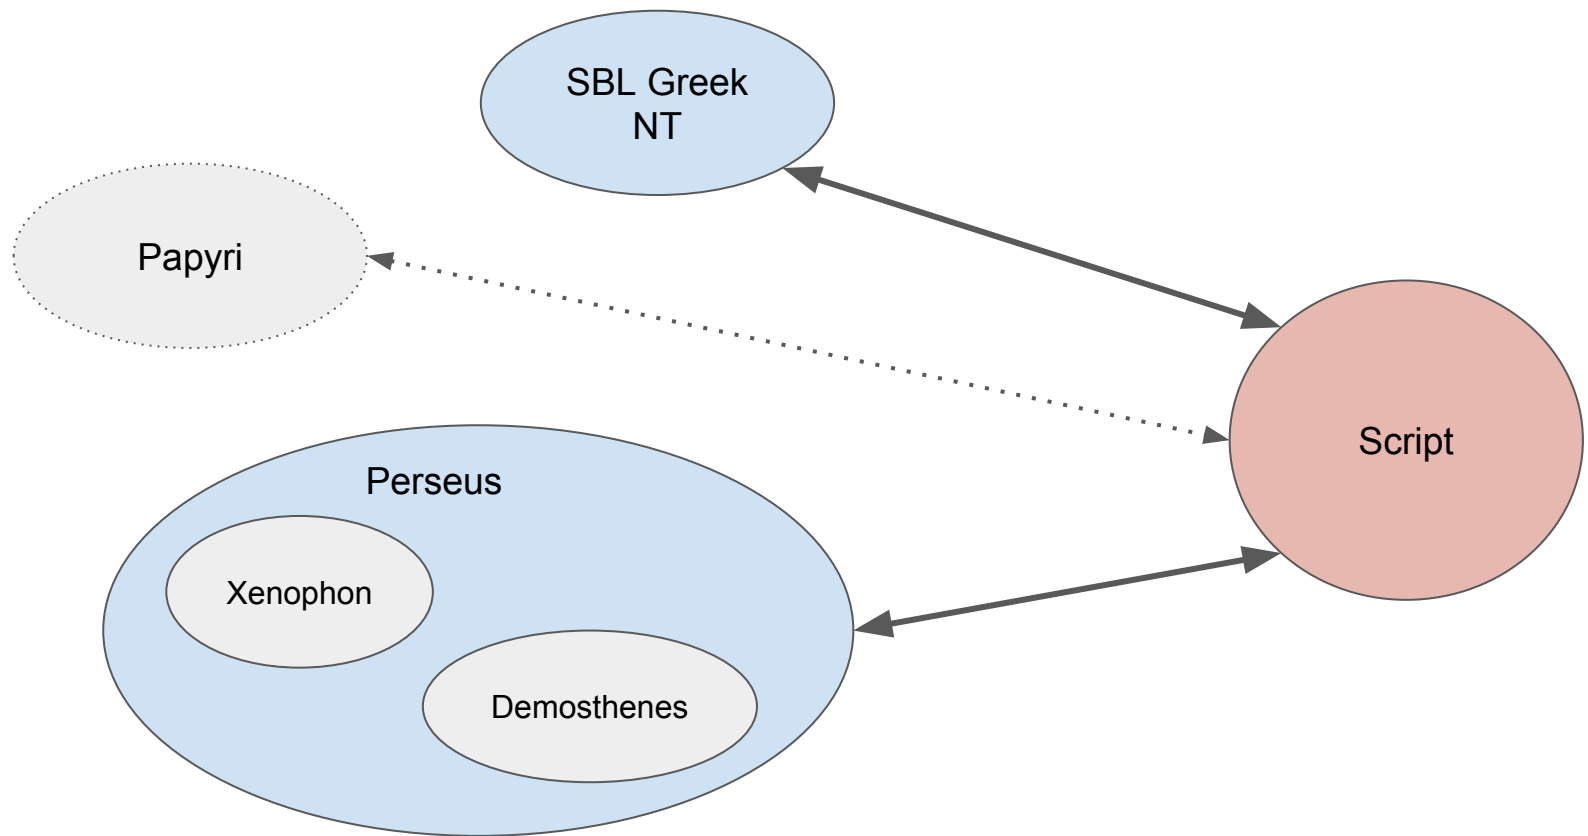 SBL Greek
NT
Papyri
Script
Perseus
Xenophon
Demosthenes